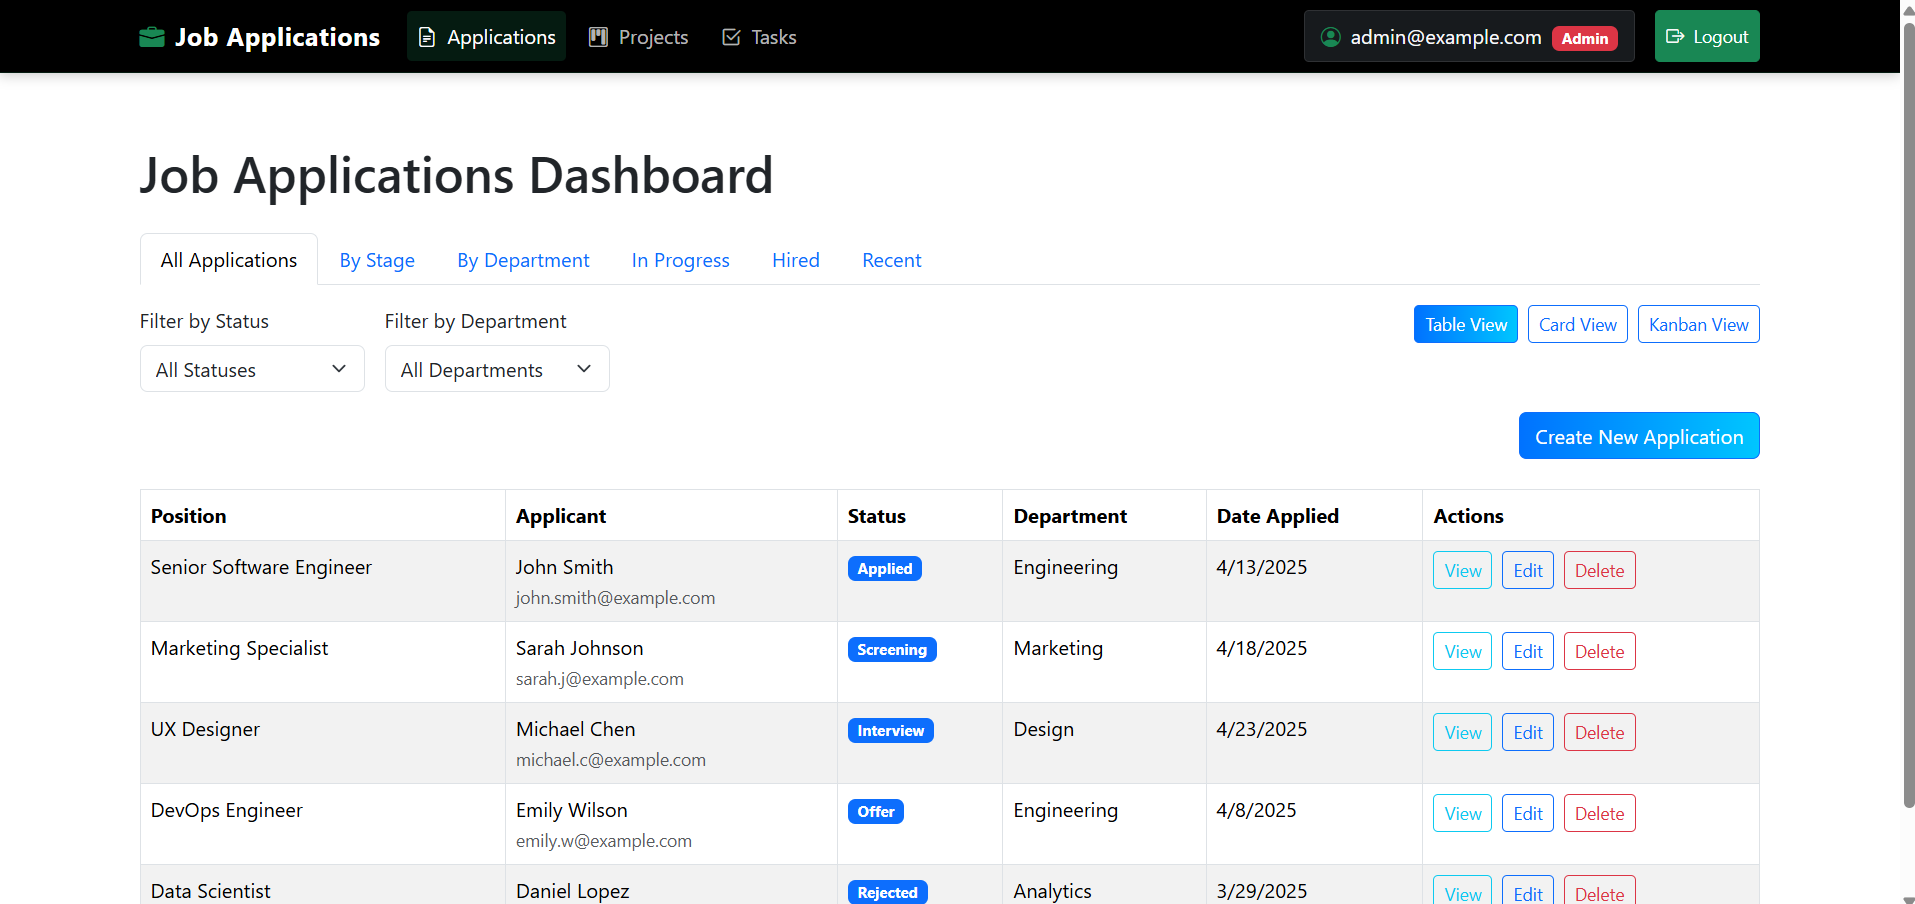 Job Applications Applications Projects Tasks admin@example.com Admin Logout
Job Applications Dashboard
All Applications By Stage By Department In Progress Hired Recent
Filter by Status Filter by Department Table View Card View Kanban View
All Statuses All Departments
Create New Application
Position Applicant Status Department Date Applied Actions
Senior Software Engineer John Smith Applied Engineering 4/13/2025 View Edit Delete
john.smith@example.com
Marketing Specialist Sarah Johnson Screening Marketing 4/18/2025 View Edit Delete
sarah.j@example.com
UX Designer Michael Chen Interview Design 4/23/2025 View Edit Delete
michael.c@example.com
DevOps Engineer Emily Wilson Offer Engineering 4/8/2025 View Edit Delete
emily.w@example.com
Data Scientist Daniel Lopez Rejected Analytics 3/29/2025 View Edit Delete